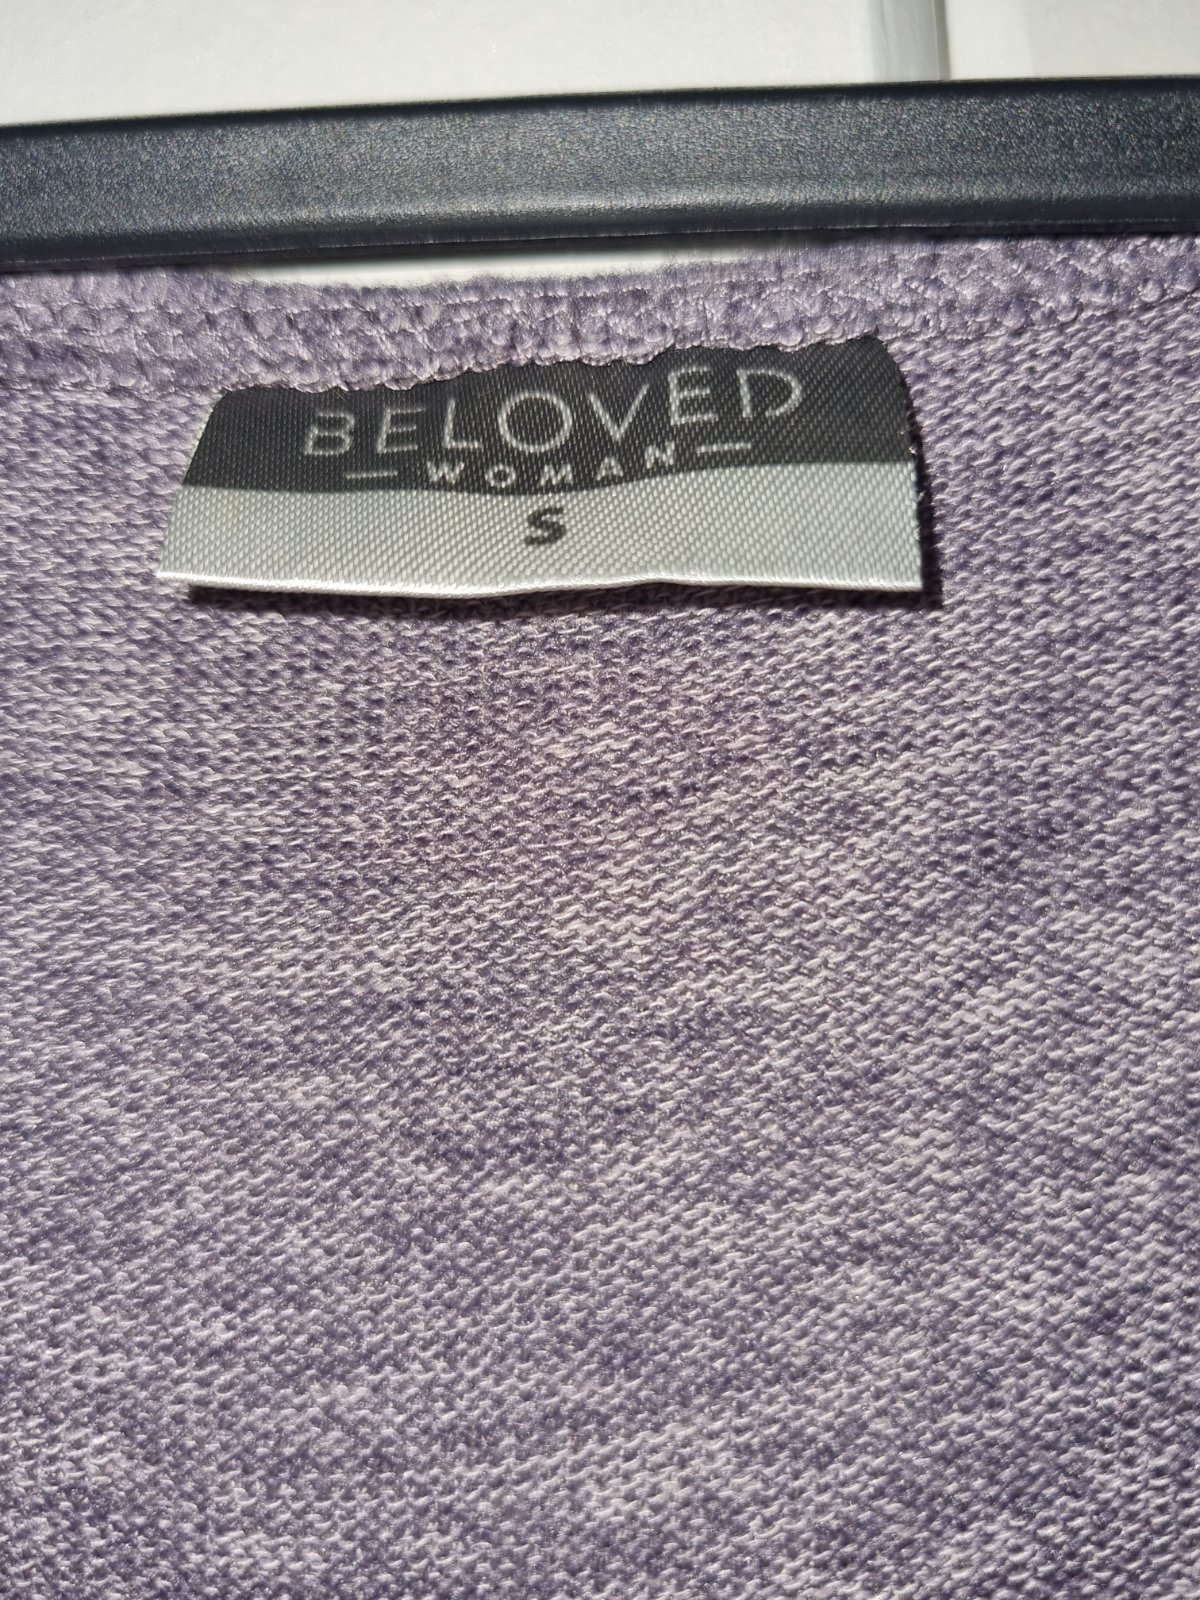 BELOVED
— WOMAN —
S